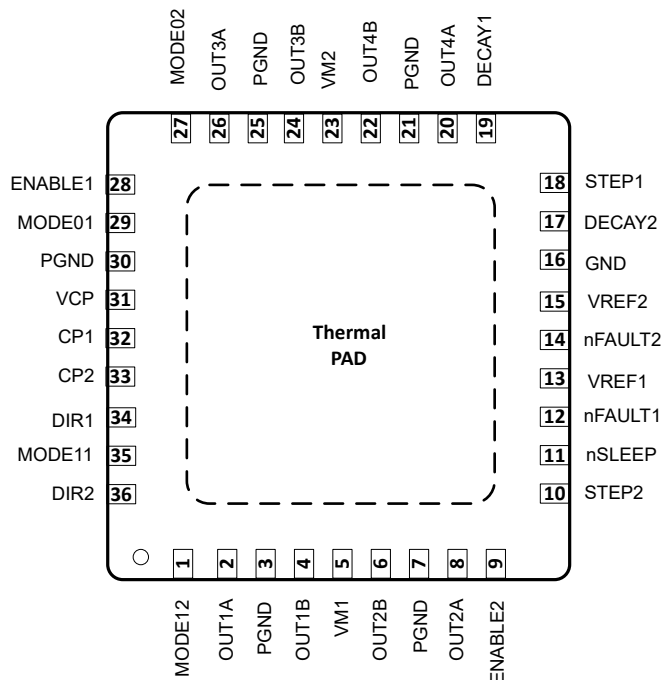 MODE02
OUT3A
PGND
OUT3B
VM2
OUT4B
PGND
OUT4A
DECAY1
27
26
25
24
23
22
21
20
19
ENABLE1 28
MODE01 29
PGND 30
VCP 31
CP1 32
CP2 33
DIR1 34
MODE11 35
DIR2 36
Thermal
PAD
18 STEP1
17 DECAY2
16 GND
15 VREF2
14 nFAULT2
13 VREF1
12 nFAULT1
11 nSLEEP
10 STEP2
1
2
3
4
5
6
7
8
9
MODE12
OUT1A
PGND
OUT1B
VM1
OUT2B
PGND
OUT2A
ENABLE2